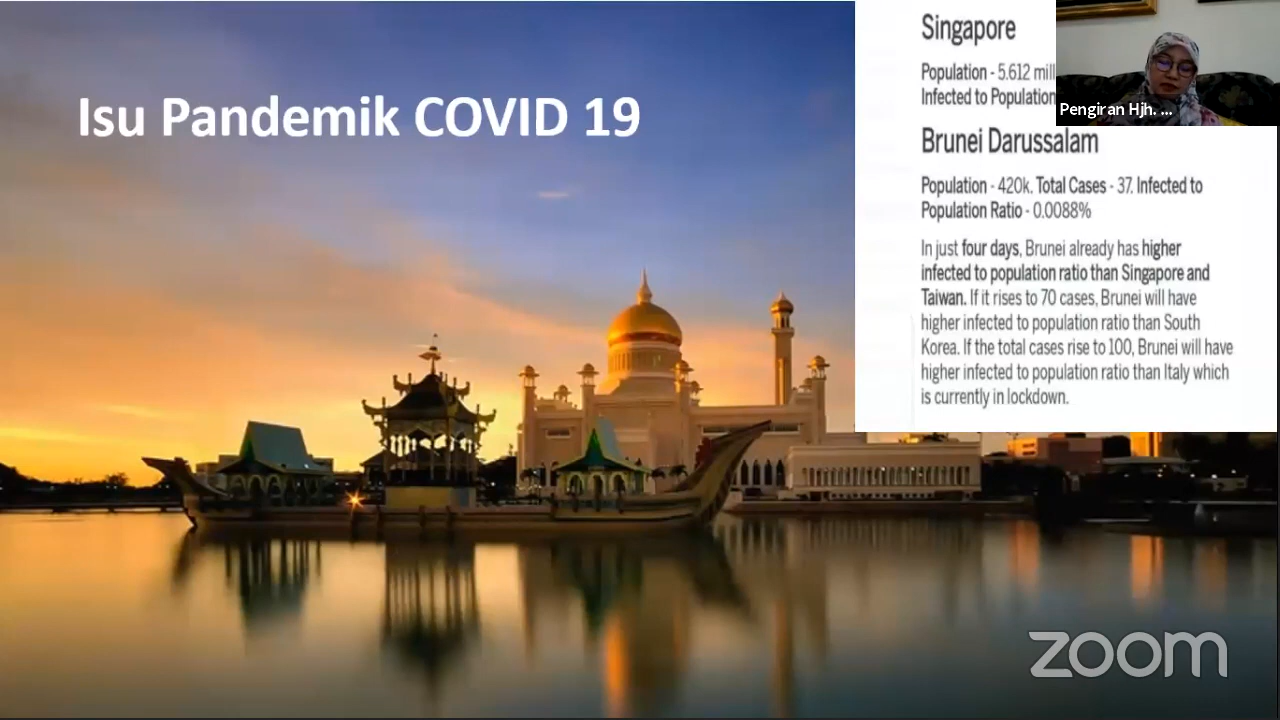 Isu Pandemik COVID 19
Singapore
Population - 5.612 mill
Infected to Population
Brunei Darussalam
Population - 420k. Total Cases - 37. Infected to
Population Ratio - 0.0088%
In just four days, Brunei already has higher
infected to population ratio than Singapore and
Taiwan. If it rises to 70 cases, Brunei will have
higher infected to population ratio than South
Korea. If the total cases rise to 100, Brunei will have
higher infected to population ratio than Italy which
is currently in lockdown.
Pengiran Hjh. ...
zoom